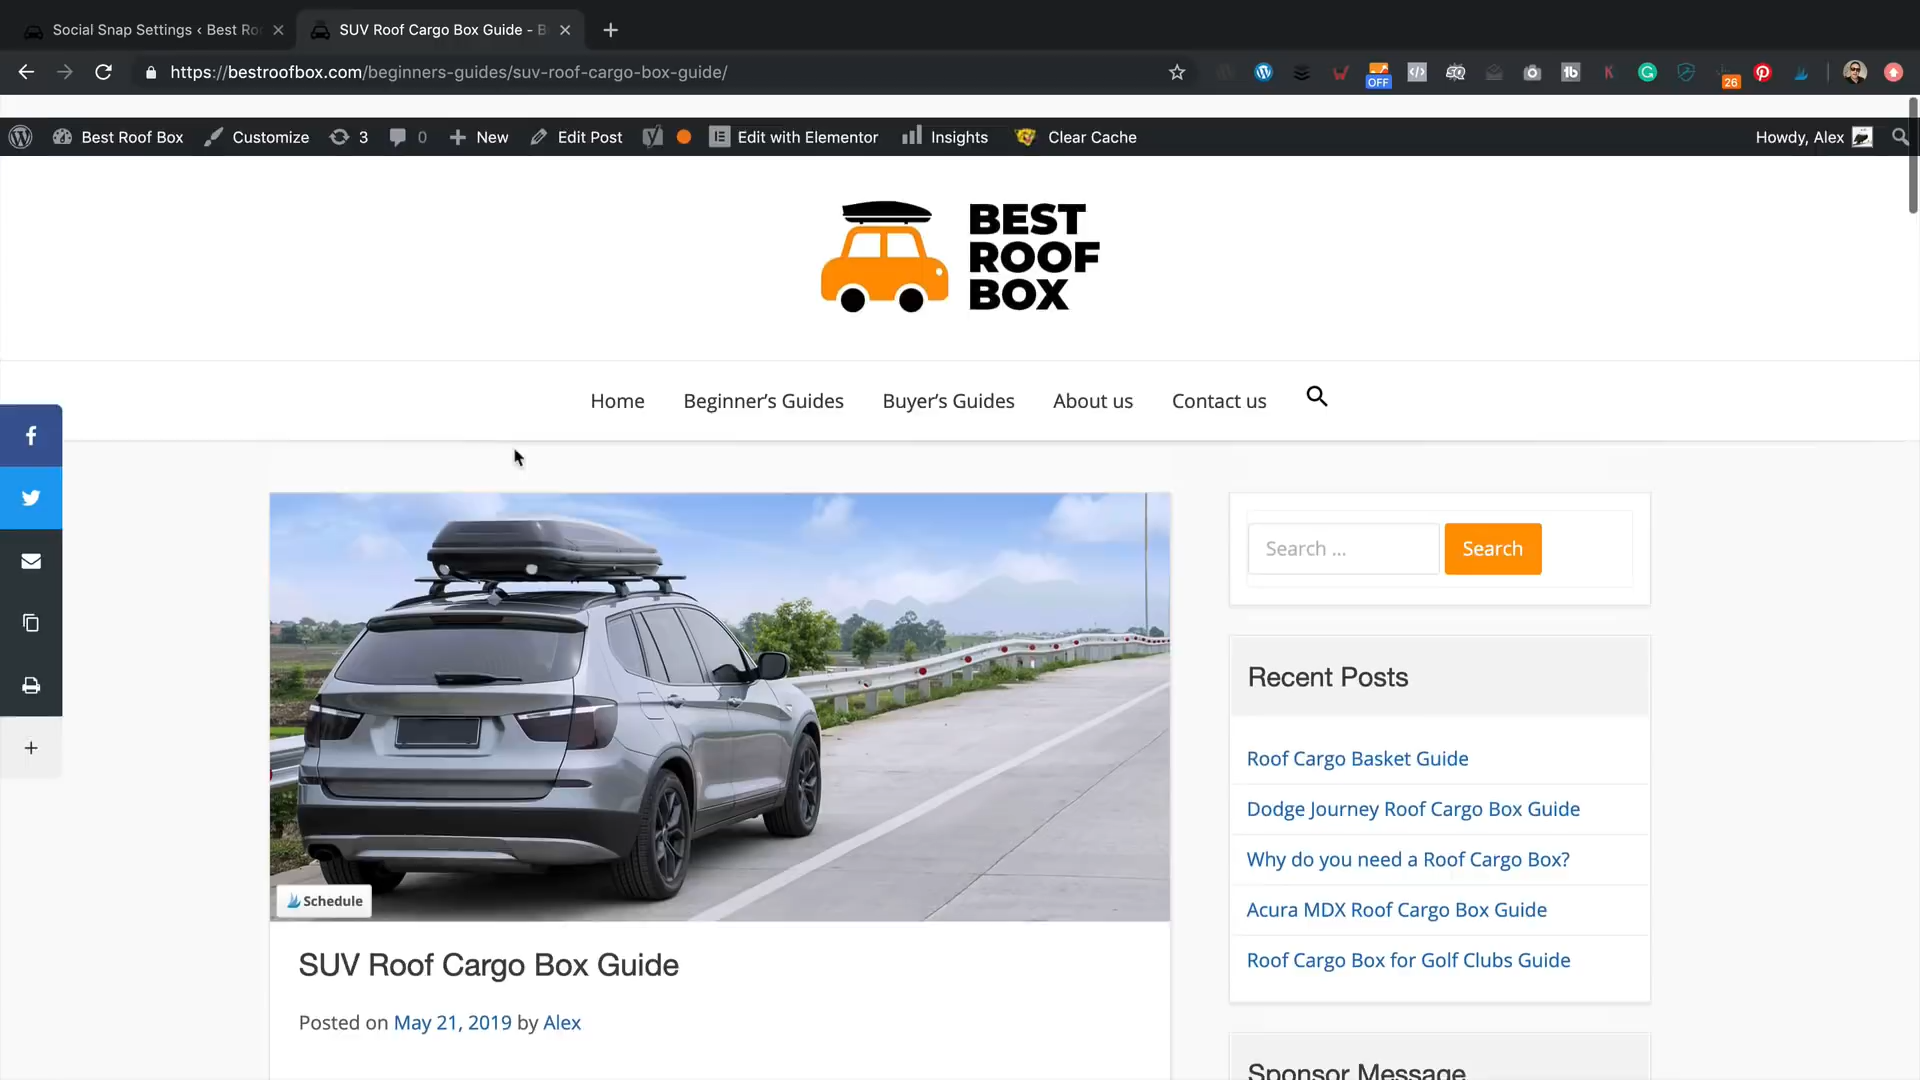 Social Snap Settings ‹ Best Ro
SUV Roof Cargo Box Guide - B
https://bestroofbox.com/beginners-guides/suv-roof-cargo-box-guide/
OFF
26
Best Roof Box
Customize
3
0
New
Edit Post
Edit with Elementor
Insights
Clear Cache
Howdy, Alex
BEST
ROOF
BOX
Home
Beginner's Guides
Buyer's Guides
About us
Contact us
Search ...
Search
Recent Posts
Roof Cargo Basket Guide
Dodge Journey Roof Cargo Box Guide
Why do you need a Roof Cargo Box?
Acura MDX Roof Cargo Box Guide
Roof Cargo Box for Golf Clubs Guide
Schedule
SUV Roof Cargo Box Guide
Posted on May 21, 2019 by Alex
Sponsor Message